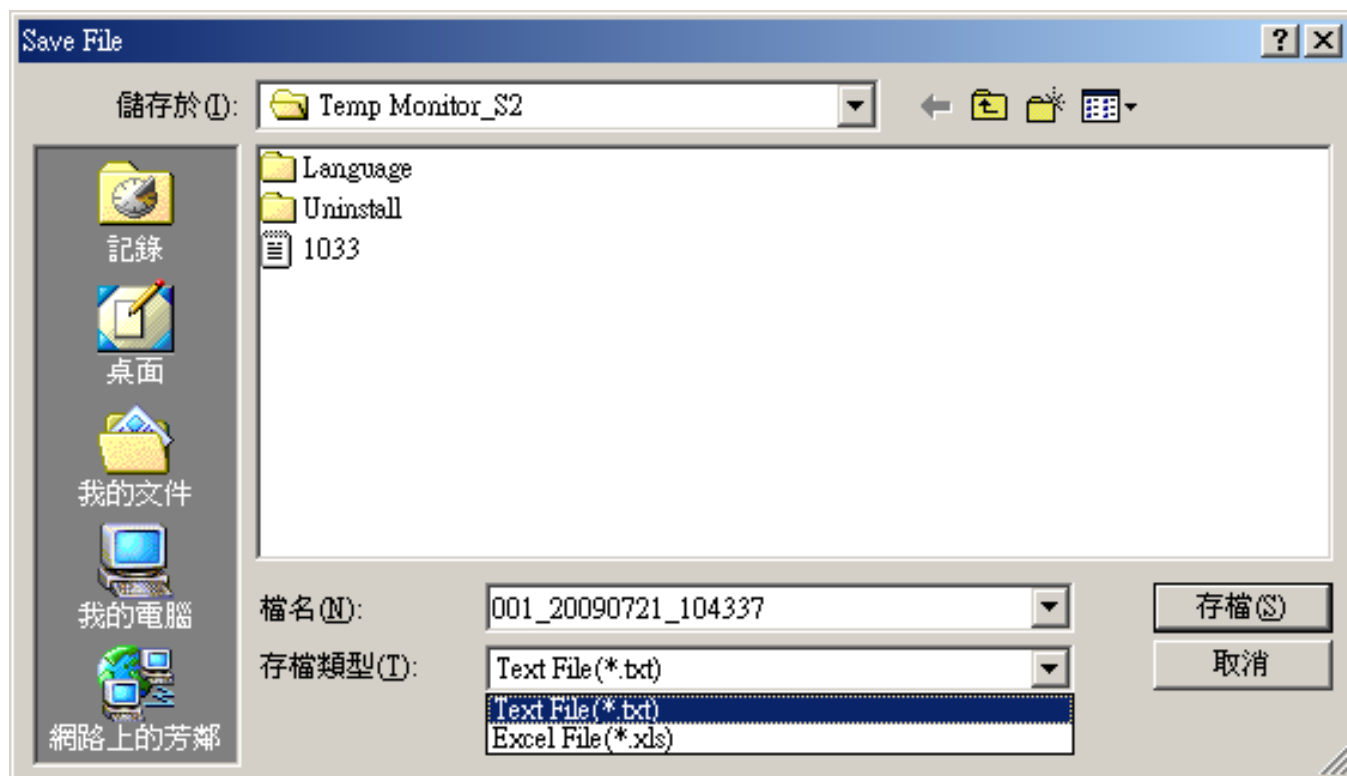 Save File
儲存於(I):
Temp Monitor_S2
記錄
桌面
我的文件
我的電腦
網路上的芳鄰
Language
Uninstall
1033
檔名(N):
001_20090721_104337
存檔(S)
存檔類型(T):
Text File(*.txt)
取消
Text File(*.txt)
Excel File(*.xls)